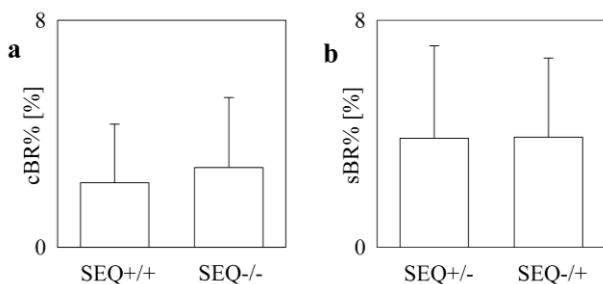 a
8
cBR% [%]
0
SEQ+/+ SEQ-/-
b
8
sBR% [%]
0
SEQ+/- SEQ-/+